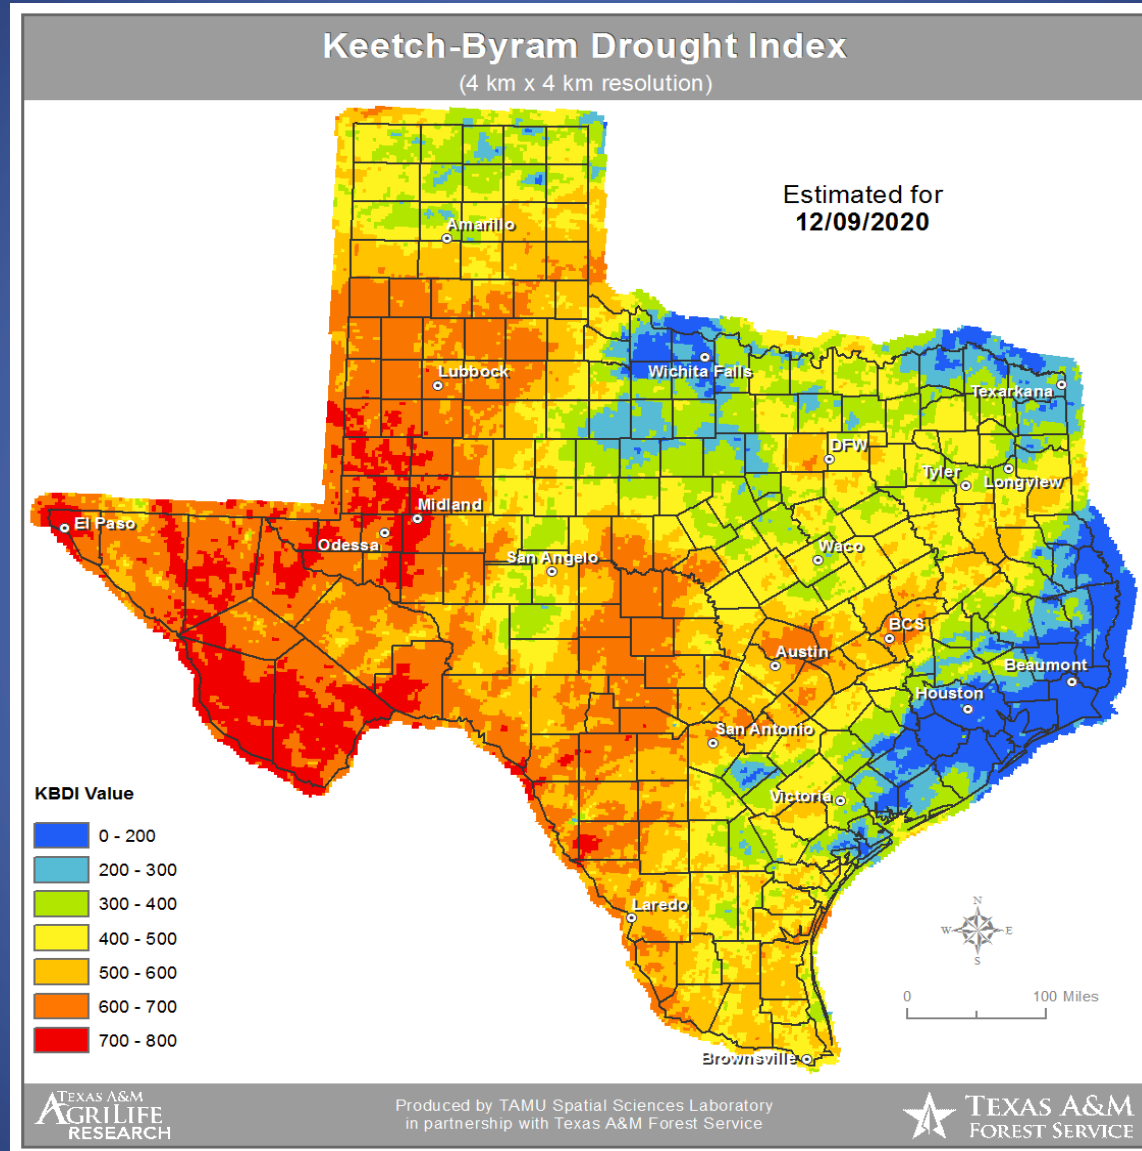 Keetch-Byram Drought Index
(4 km x 4 km resolution)
Estimated for
12/09/2020
Amarillo
Lubbock
Wichita Falls
Texarkana
DFW
Tyler
Longview
Midland
El Paso
Odessa
San Angelo
Waco
BCS
Austin
Beaumont
Houston
San Antonio
Victoria
Laredo
Brownsville
KBDI Value
0 - 200
200 - 300
300 - 400
400 - 500
500 - 600
600 - 700
700 - 800
N
W
E
S
0 100 Miles
TEXAS A&M
AGRILIFE
RESEARCH
Produced by TAMU Spatial Sciences Laboratory
in partnership with Texas A&M Forest Service
TEXAS A&M
FOREST SERVICE